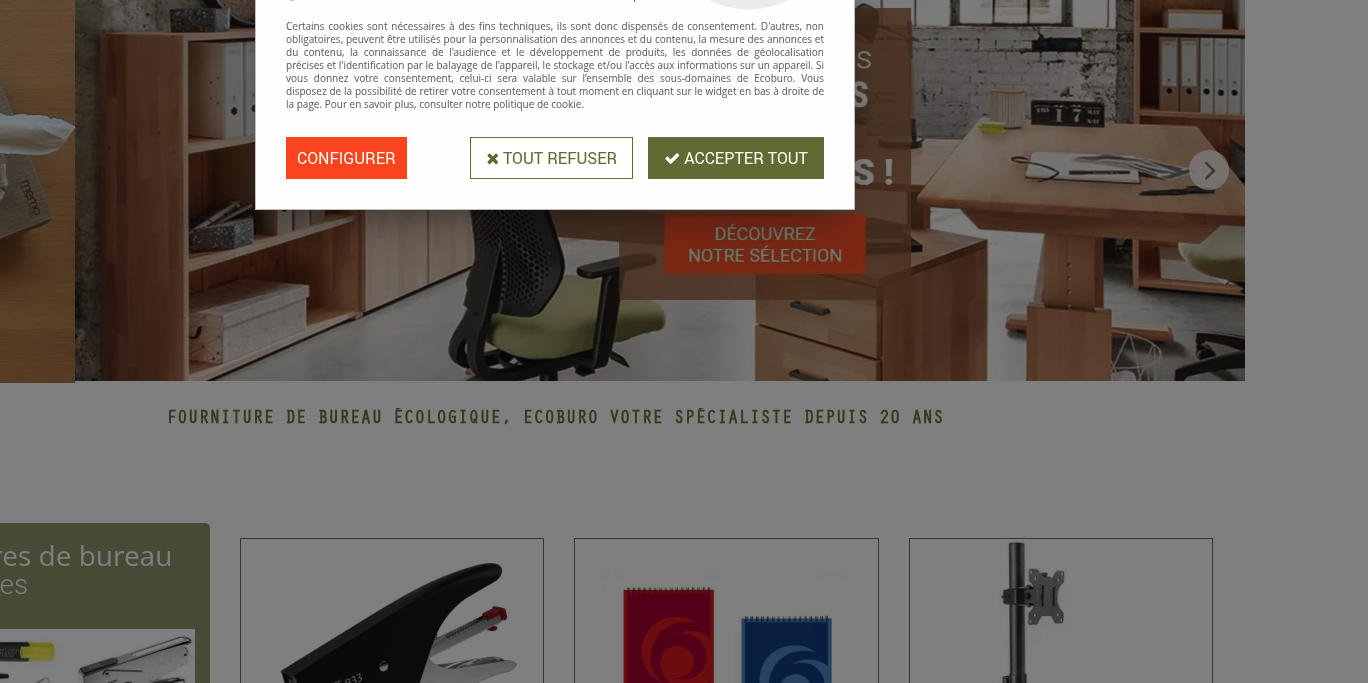 Certains cookies sont nécessaires à des fins techniques, ils sont donc dispensés de consentement. D'autres, non
obligatoires, peuvent être utilisés pour la personnalisation des annonces et du contenu, la mesure des annonces et
du contenu, la connaissance de l'audience et le développement de produits, les données de géolocalisation
précises et l'identification par le balayage de l'appareil, le stockage et/ou l'accès aux informations sur un appareil. Si
vous donnez votre consentement, celui-ci sera valable sur l'ensemble des sous-domaines de Ecoburo. Vous
disposez de la possibilité de retirer votre consentement à tout moment en cliquant sur le widget en bas à droite de
la page. Pour en savoir plus, consulter notre politique de cookie.
CONFIGURER
TOUT REFUSER
ACCEPTER TOUT
S
S
S !
17
memo
DÉCOUVREZ
NOTRE SÉLECTION
FOURNITURE DE BUREAU ÉCOLOGIQUE, ECOBURO VOTRE SPÉCIALISTE DEPUIS 20 ANS
res de bureau
es